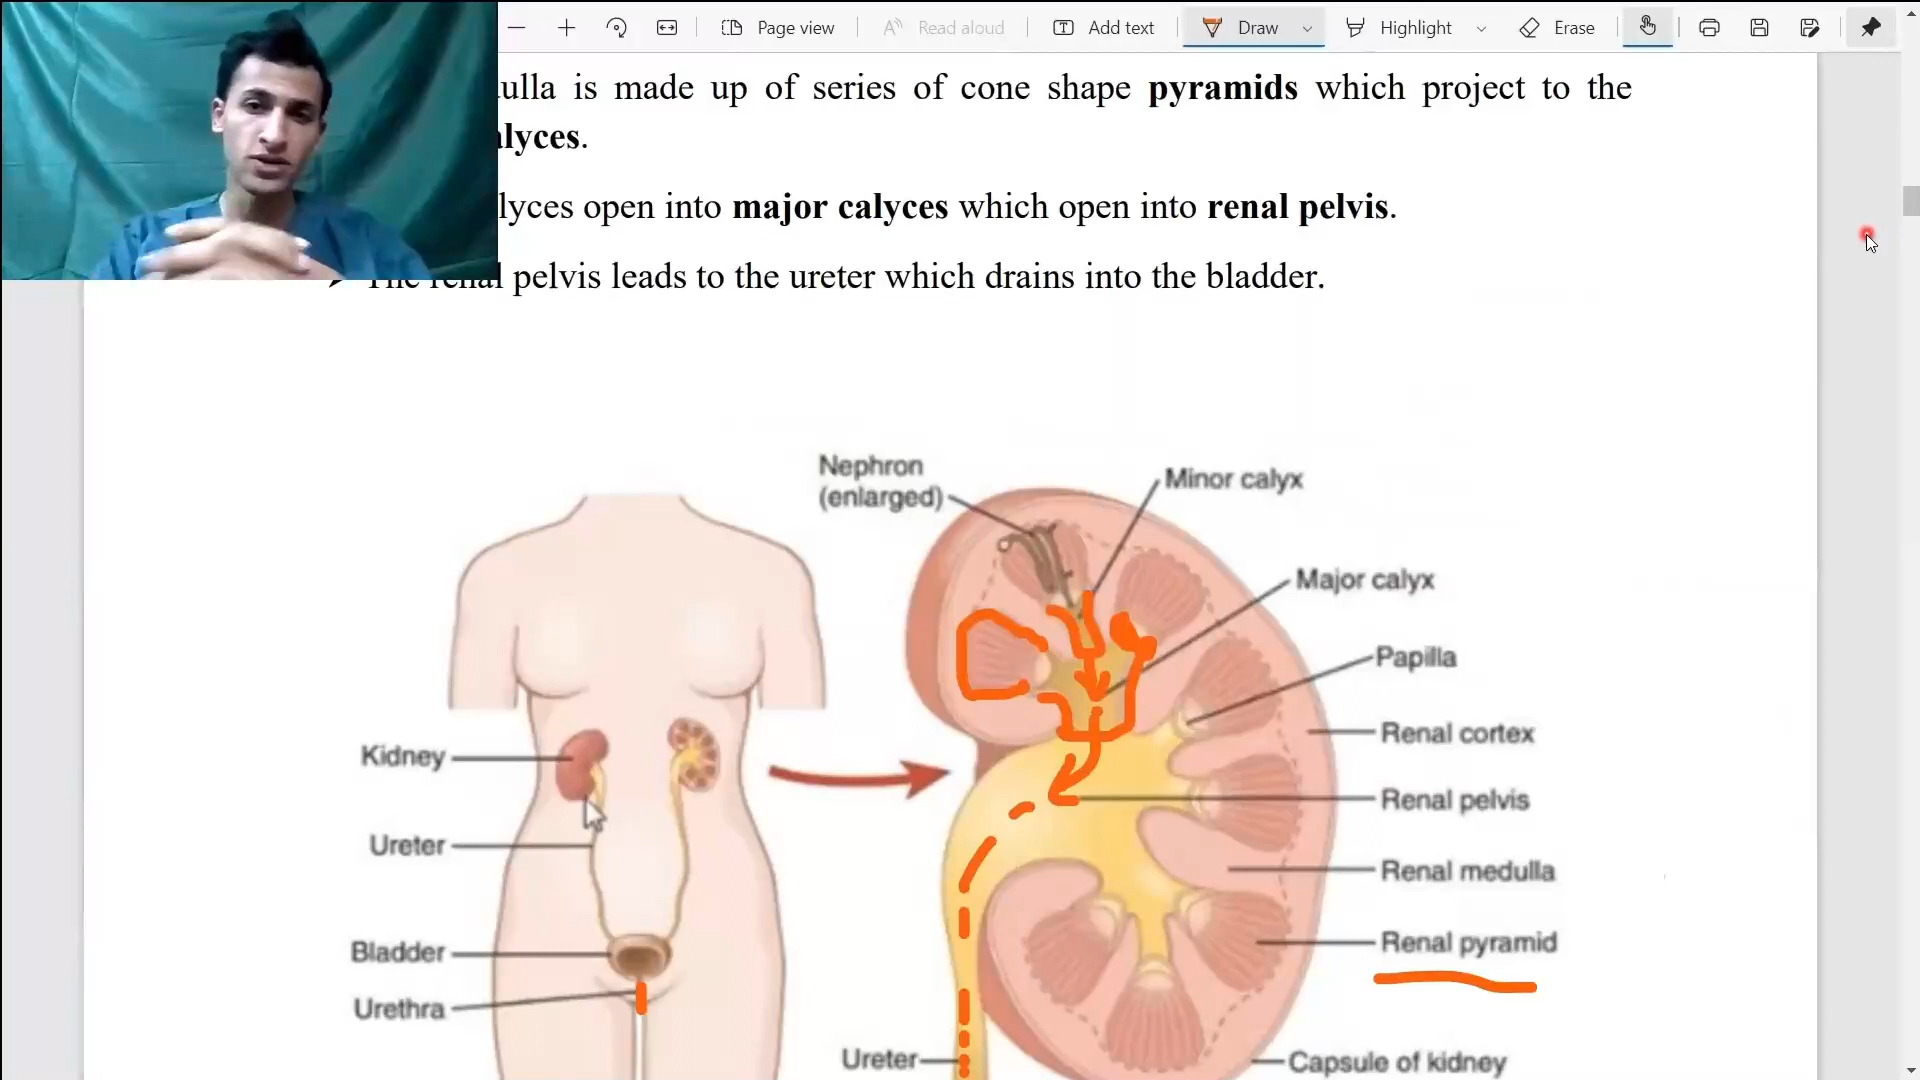 Page view
Read aloud
Add text
Draw
Highlight
Erase
is made up of series of cone shape pyramids which project to the
open into major calyces which open into renal pelvis.
pelvis leads to the ureter which drains into the bladder.
Nephron
(enlarged)
Minor calyx
Major calyx
Papilla
Renal cortex
Renal pelvis
Renal medulla
Renal pyramid
Capsule of kidney
Ureter
Kidney
Ureter
Bladder
Urethra